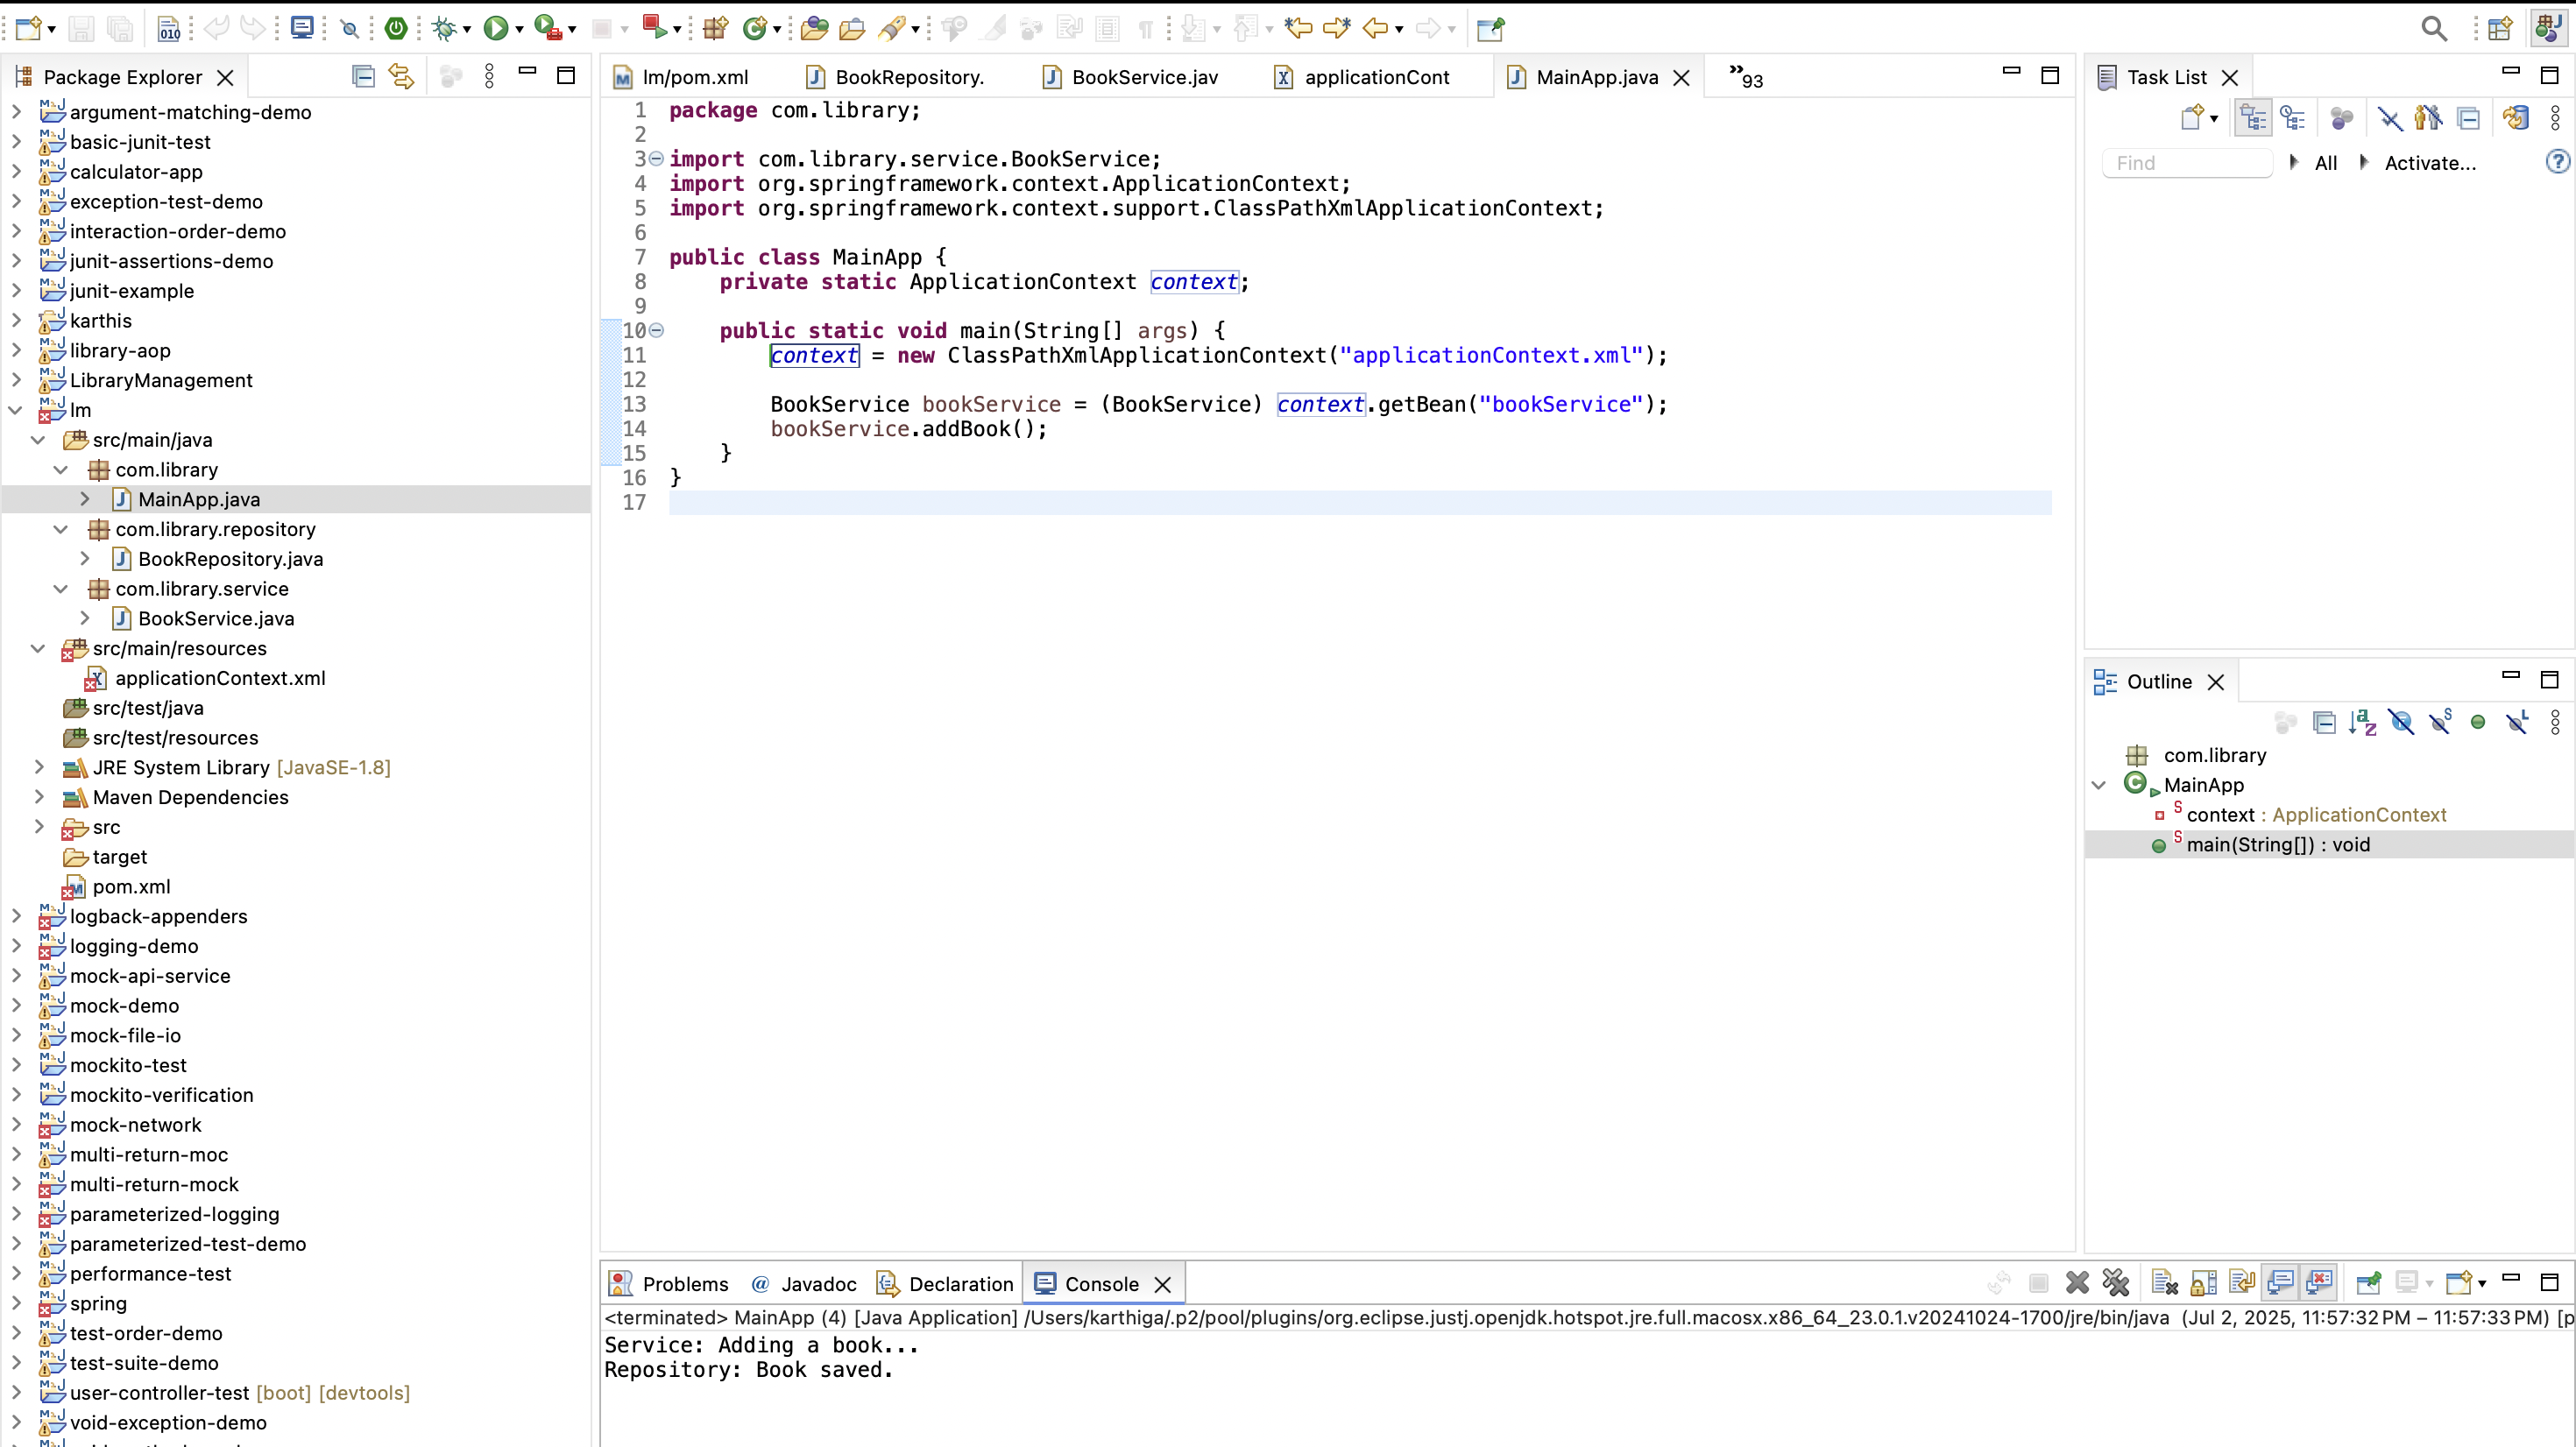 Package Explorer
argument-matching-demo
basic-junit-test
calculator-app
exception-test-demo
interaction-order-demo
junit-assertions-demo
junit-example
karthis
library-aop
LibraryManagement
lm
src/main/java
com.library
MainApp.java
com.library.repository
BookRepository.java
com.library.service
BookService.java
src/main/resources
applicationContext.xml
src/test/java
src/test/resources
JRE System Library [JavaSE-1.8]
Maven Dependencies
src
target
pom.xml
logback-appenders
logging-demo
mock-api-service
mock-demo
mock-file-io
mockito-test
mockito-verification
mock-network
multi-return-moc
multi-return-mock
parameterized-logging
parameterized-test-demo
performance-test
spring
test-order-demo
test-suite-demo
user-controller-test [boot] [devtools]
void-exception-demo
lm/pom.xml BookRepository. BookService.jav applicationCont MainApp.java »93
1 package com.library;
2
3 import com.library.service.BookService;
4 import org.springframework.context.ApplicationContext;
5 import org.springframework.context.support.ClassPathXmlApplicationContext;
6
7 public class MainApp {
8 private static ApplicationContext context;
9
10 public static void main(String[] args) {
11 context = new ClassPathXmlApplicationContext("applicationContext.xml");
12
13 BookService bookService = (BookService) context.getBean("bookService");
14 bookService.addBook();
15 }
16 }
17
Problems @ Javadoc Declaration Console
<terminated> MainApp (4) [Java Application] /Users/karthiga/.p2/pool/plugins/org.eclipse.justj.openjdk.hotspot.jre.full.macosx.x86_64_23.0.1.v20241024-1700/jre/bin/java (Jul 2, 2025, 11:57:32 PM – 11:57:33 PM) [p
Service: Adding a book...
Repository: Book saved.
Task List
Find All Activate...
Outline
com.library
MainApp
context : ApplicationContext
main(String[]) : void